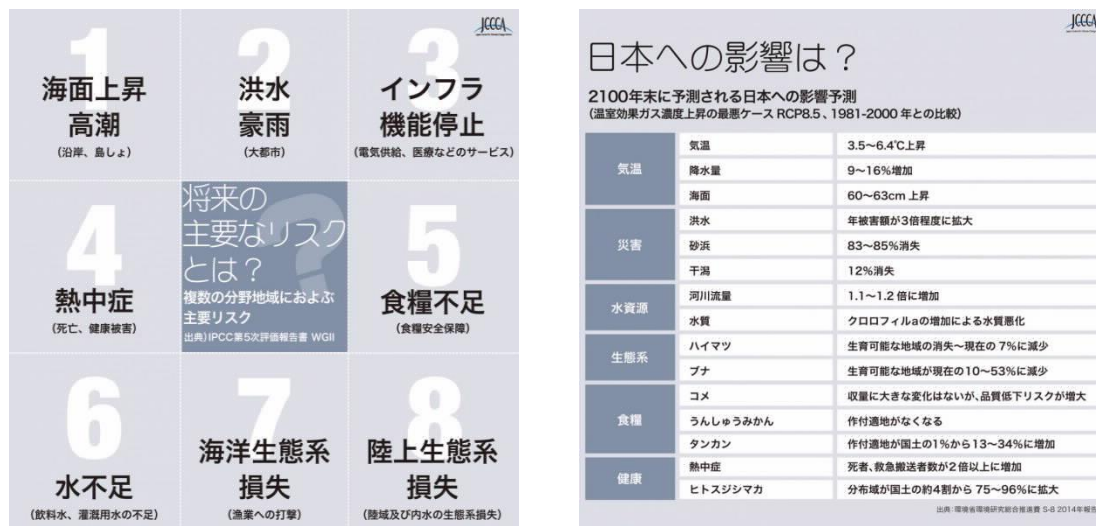 JCCCA
1
海面上昇
高潮
(沿岸、島しょ)
2
洪水
豪雨
(大都市)
3
インフラ
機能停止
(電気供給、医療などのサービス)
4
熱中症
(死亡、健康被害)
将来の
主要なリスク
とは?
複数の分野地域におよぶ
主要リスク
出典)IPCC第5次評価報告書 WGII
5
食糧不足
(食糧安全保障)
6
水不足
(飲料水、灌漑用水の不足)
7
海洋生態系
損失
(漁業への打撃)
8
陸上生態系
損失
(陸域及び内水の生態系損失)
JCCCA
日本への影響は?
2100年末に予測される日本への影響予測
(温室効果ガス濃度上昇の最悪ケース RCP8.5、1981-2000 年との比較)
気温
気温 3.5〜6.4℃上昇
降水量 9〜16%増加
海面 60〜63cm 上昇
災害
洪水 年被害額が3倍程度に拡大
砂浜 83〜85%消失
干潟 12%消失
水資源
河川流量 1.1〜1.2 倍に増加
水質 クロロフィルaの増加による水質悪化
生態系
ハイマツ 生育可能な地域の消失〜現在の 7%に減少
ブナ 生育可能な地域が現在の10〜53%に減少
食糧
コメ 収量に大きな変化はないが、品質低下リスクが増大
うんしゅうみかん 作付適地がなくなる
タンカン 作付適地が国土の1%から13〜34%に増加
健康
熱中症 死者、救急搬送者数が2倍以上に増加
ヒトスジシマカ 分布域が国土の約4割から 75〜96%に拡大
出典:環境省環境研究総合推進費 S-8 2014年報告